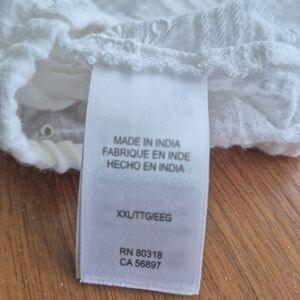 MADE IN INDIA
FABRIQUE EN INDE
HECHO EN INDIA
XXL/TTG/EEG
RN 80318
CA 56897